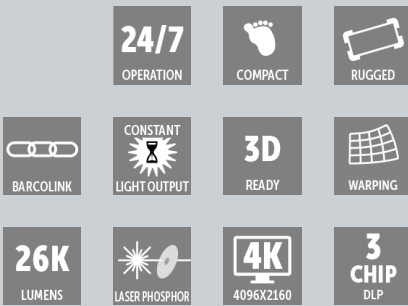 24/7
OPERATION
COMPACT
RUGGED
BARCOLINK
CONSTANT
LIGHT OUTPUT
3D
READY
WARPING
26K
LUMENS
LASER PHOSPHOR
4K
4096X2160
3
CHIP
DLP